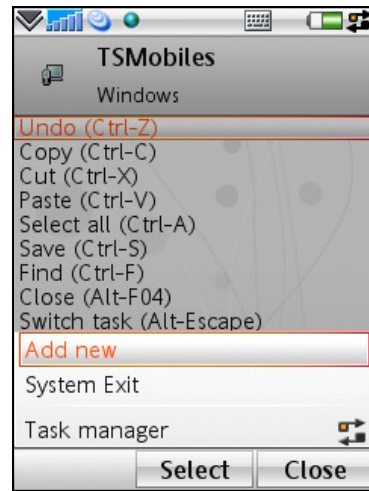 TSMobiles
Windows
Undo (Ctrl-Z)
Copy (Ctrl-C)
Cut (Ctrl-X)
Paste (Ctrl-V)
Select all (Ctrl-A)
Save (Ctrl-S)
Find (Ctrl-F)
Close (Alt-F04)
Switch task (Alt-Escape)
Add new
System Exit
Task manager
Select Close